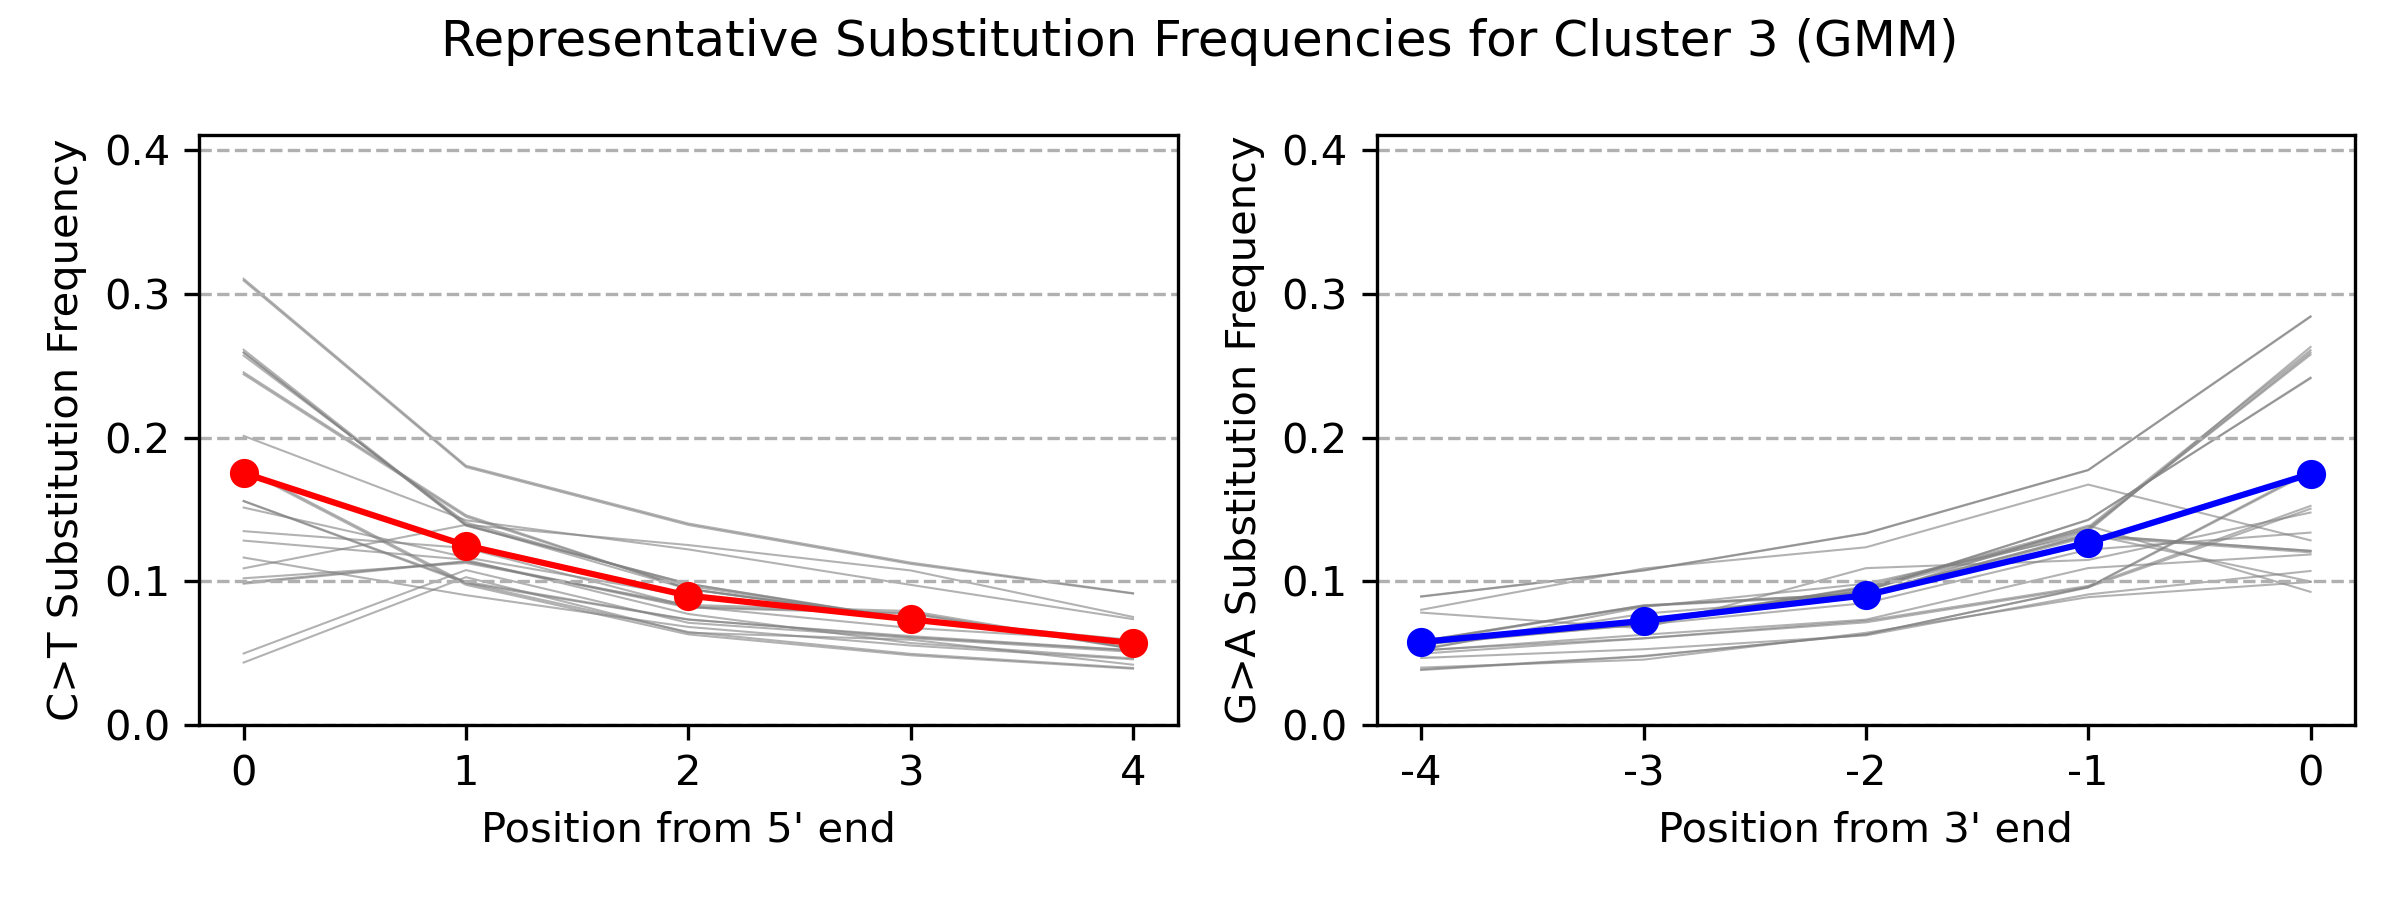 Representative Substitution Frequencies for Cluster 3 (GMM)
C>T Substitution Frequency
0.4
0.3
0.2
0.1
0.0
0 1 2 3 4
Position from 5' end
G>A Substitution Frequency
0.4
0.3
0.2
0.1
0.0
-4 -3 -2 -1 0
Position from 3' end